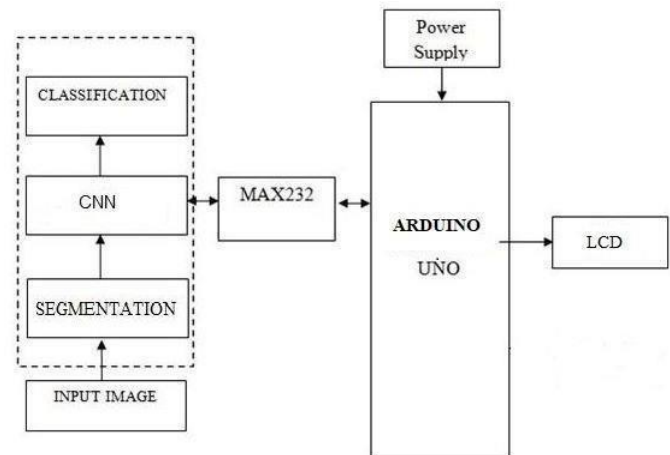 Power
Supply
CLASSIFICATION
CNN
MAX232
ARDUINO
UNO
LCD
SEGMENTATION
INPUT IMAGE